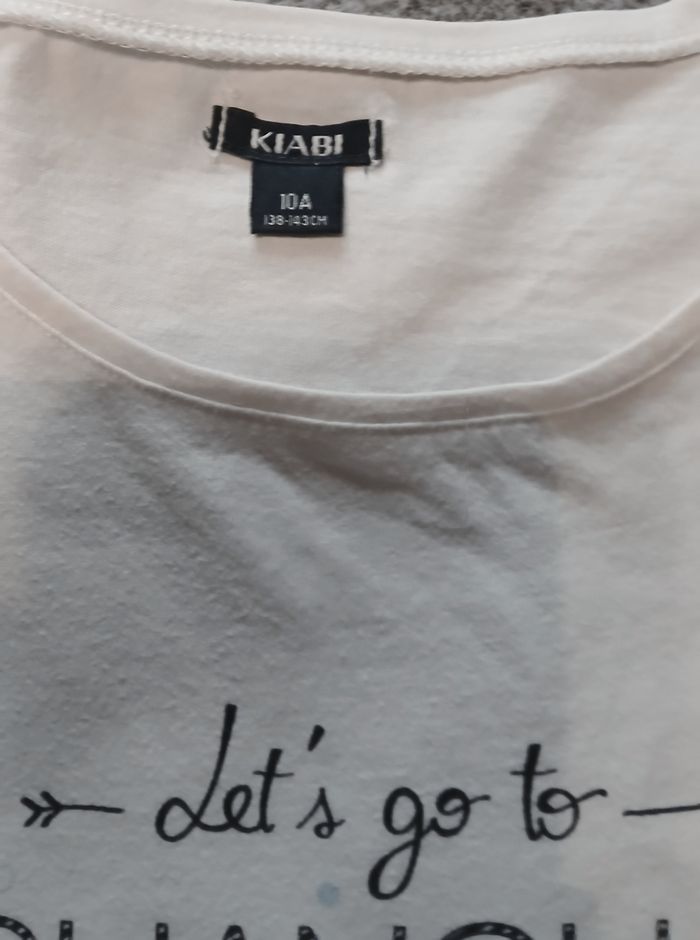 KIABI
10A
138-143CM
Let's go to